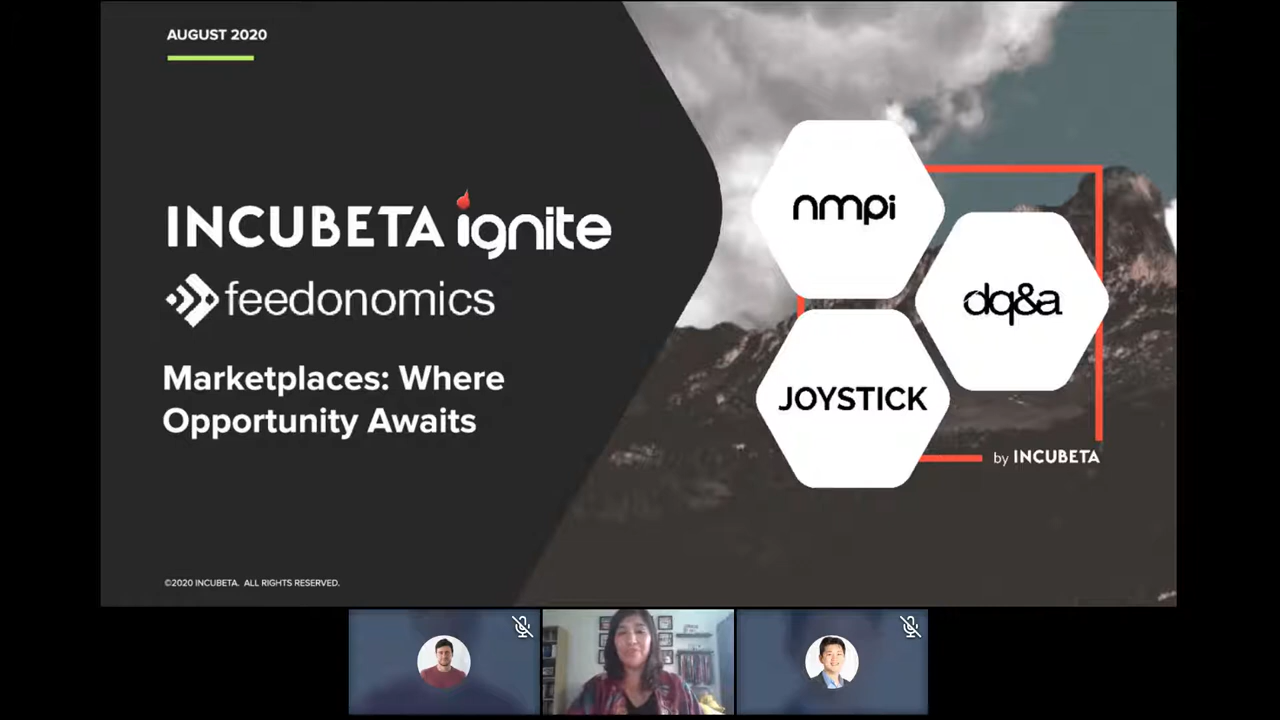 AUGUST 2020
INCUBETA ignite
feedonomics
Marketplaces: Where
Opportunity Awaits
©2020 INCUBETA. ALL RIGHTS RESERVED.
nmpi
dq&a
JOYSTICK
by INCUBETA